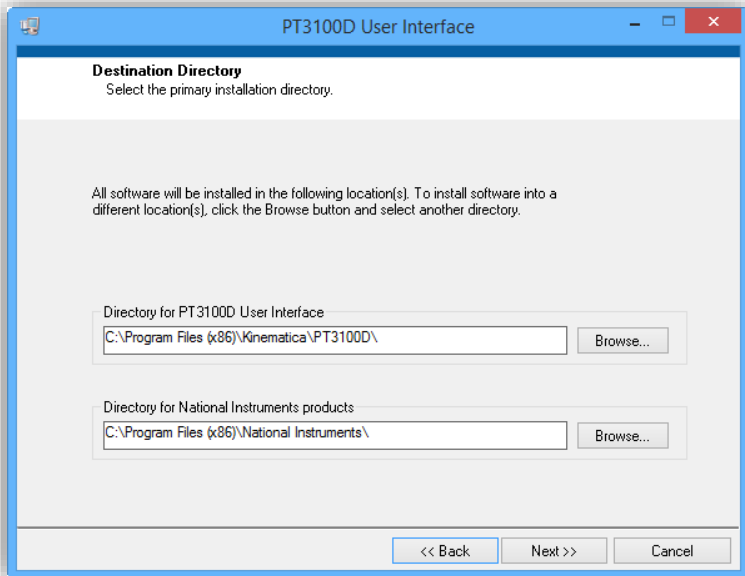 PT3100D User Interface
Destination Directory
Select the primary installation directory.
All software will be installed in the following location(s). To install software into a
different location(s), click the Browse button and select another directory.
Directory for PT3100D User Interface
C:\Program Files (x86)\Kinematica\PT3100D\
Browse...
Directory for National Instruments products
C:\Program Files (x86)\National Instruments\
Browse...
<< Back
Next >>
Cancel